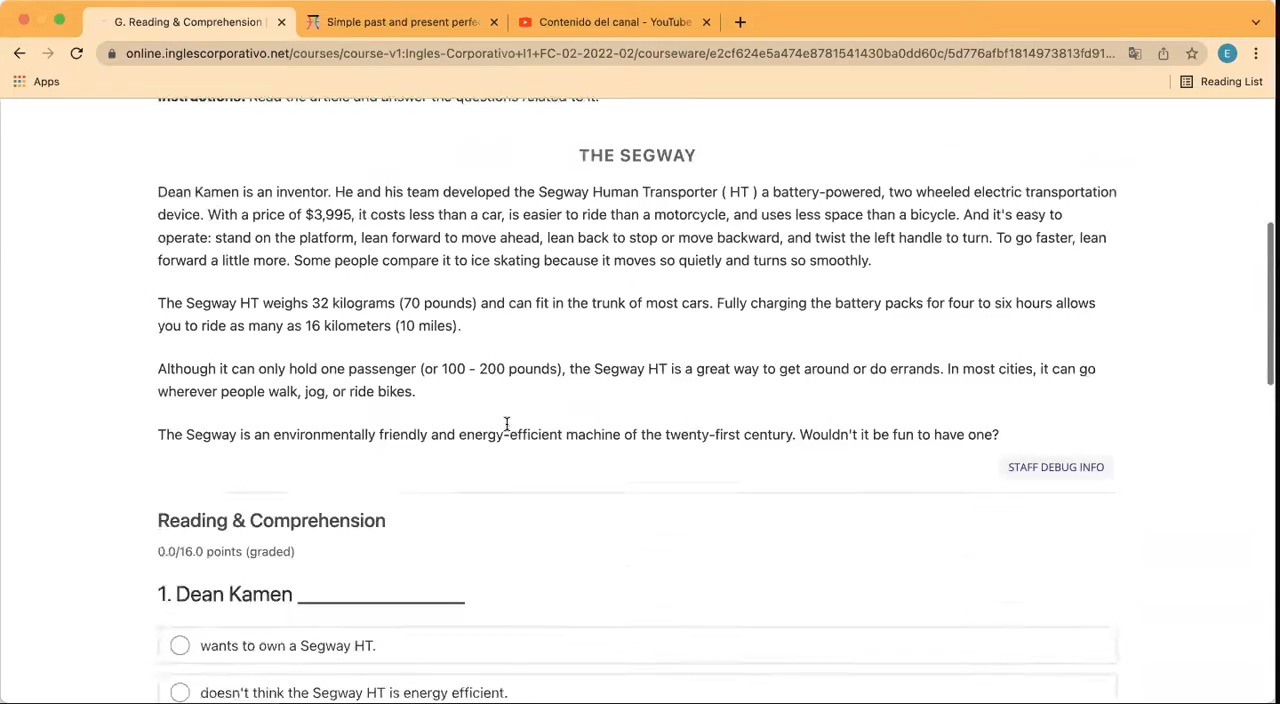 G. Reading & Comprehension |
Simple past and present perfe
Contenido del canal - YouTube
online.inglescorporativo.net/courses/course-v1:Ingles-Corporativo+I1+FC-02-2022-02/courseware/e2cf624e5a474e8781541430ba0dd60c/5d776afbf1814973813fd91...
E
Apps
Reading List
Instructions: Read the article and answer the questions related to it.
THE SEGWAY
Dean Kamen is an inventor. He and his team developed the Segway Human Transporter ( HT ) a battery-powered, two wheeled electric transportation
device. With a price of $3,995, it costs less than a car, is easier to ride than a motorcycle, and uses less space than a bicycle. And it's easy to
operate: stand on the platform, lean forward to move ahead, lean back to stop or move backward, and twist the left handle to turn. To go faster, lean
forward a little more. Some people compare it to ice skating because it moves so quietly and turns so smoothly.
The Segway HT weighs 32 kilograms (70 pounds) and can fit in the trunk of most cars. Fully charging the battery packs for four to six hours allows
you to ride as many as 16 kilometers (10 miles).
Although it can only hold one passenger (or 100 - 200 pounds), the Segway HT is a great way to get around or do errands. In most cities, it can go
wherever people walk, jog, or ride bikes.
The Segway is an environmentally friendly and energy-efficient machine of the twenty-first century. Wouldn't it be fun to have one?
STAFF DEBUG INFO
Reading & Comprehension
0.0/16.0 points (graded)
1. Dean Kamen _______________
wants to own a Segway HT.
doesn't think the Segway HT is energy efficient.